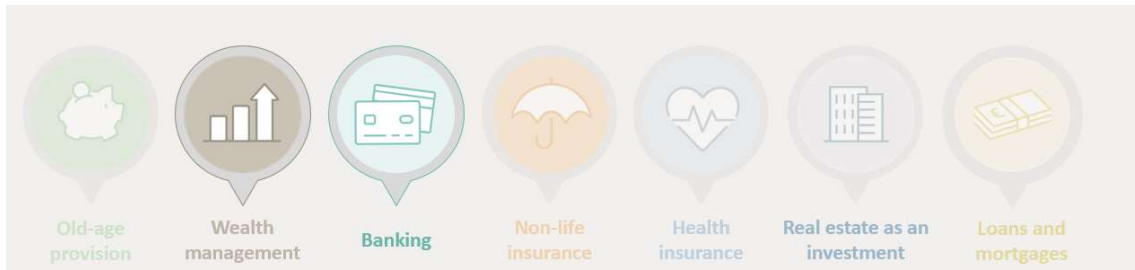 Old-age
provision
Wealth
management
Banking
Non-life
insurance
Health
insurance
Real estate as an
investment
Loans and
mortgages